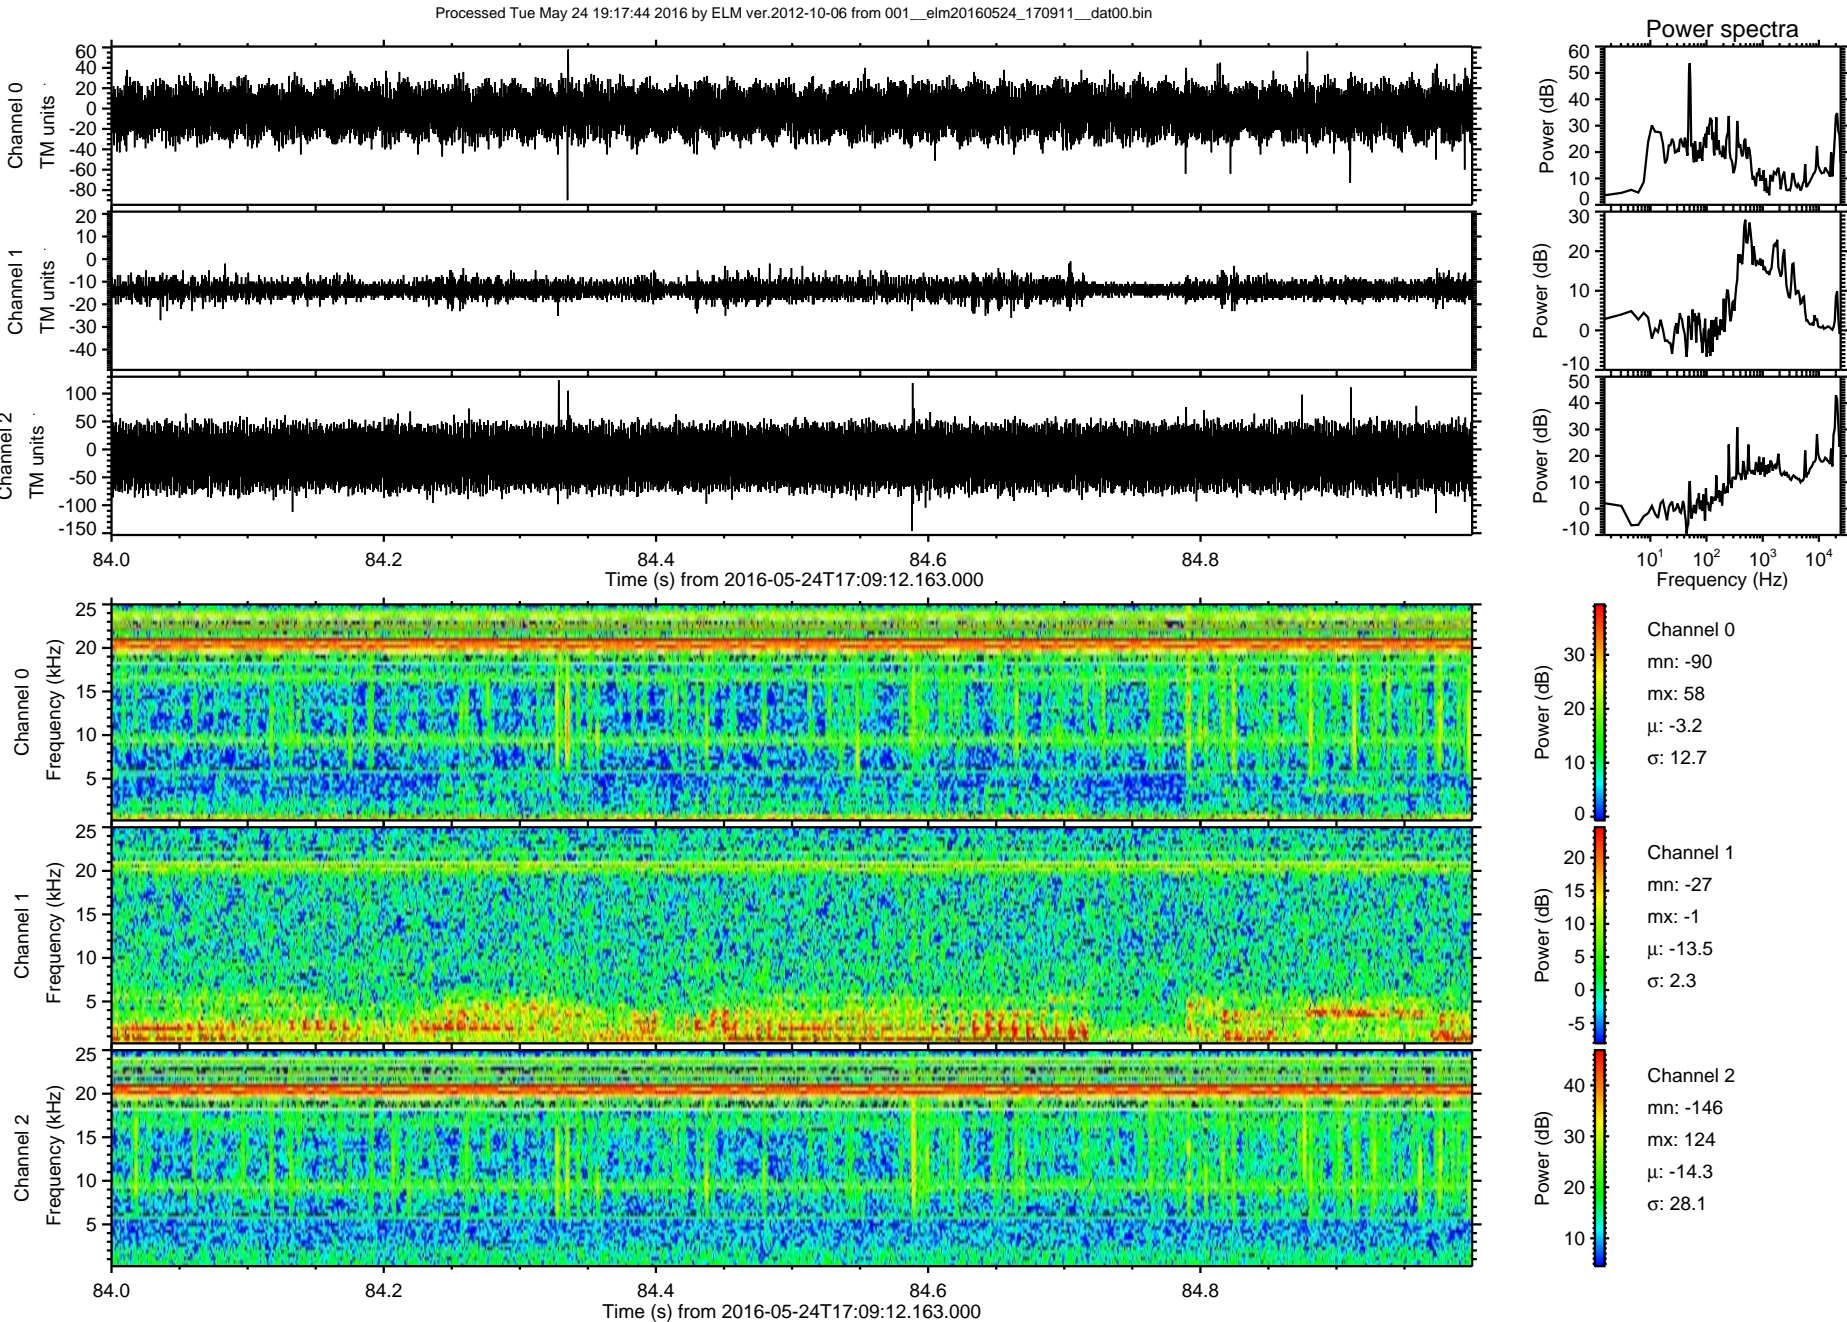 Processed Tue May 24 19:17:44 2016 by ELM ver.2012-10-06 from 001__elm20160524_170911__dat00.bin
Power spectra
Channel 0
TM units
60
40
20
0
-20
-40
-60
-80
Power (dB)
60
50
40
30
20
10
0
Channel 1
TM units
20
10
0
-10
-20
-30
-40
Power (dB)
30
20
10
0
-10
Channel 2
TM units
100
50
0
-50
-100
-150
Power (dB)
50
40
30
20
10
0
-10
84.0 84.2 84.4 84.6 84.8
Time (s) from 2016-05-24T17:09:12.163.000
10^1 10^2 10^3 10^4
Frequency (Hz)
Channel 0
Frequency (kHz)
25
20
15
10
5
Power (dB)
30
20
10
0
Channel 0
mn: -90
mx: 58
μ: -3.2
σ: 12.7
Channel 1
Frequency (kHz)
25
20
15
10
5
Power (dB)
20
15
10
5
0
-5
Channel 1
mn: -27
mx: -1
μ: -13.5
σ: 2.3
Channel 2
Frequency (kHz)
25
20
15
10
5
Power (dB)
40
30
20
10
Channel 2
mn: -146
mx: 124
μ: -14.3
σ: 28.1
84.0 84.2 84.4 84.6 84.8
Time (s) from 2016-05-24T17:09:12.163.000